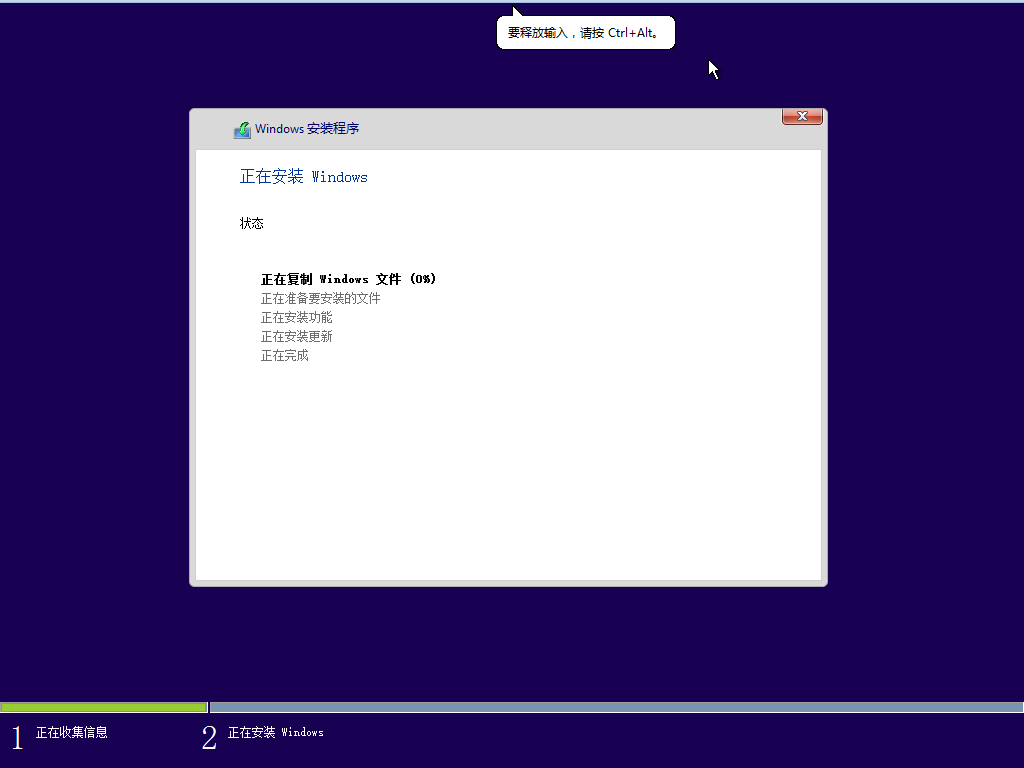 要释放输入，请按 Ctrl+Alt。
Windows 安装程序
正在安装 Windows
状态
正在复制 Windows 文件 (0%)
正在准备要安装的文件
正在安装功能
正在安装更新
正在完成
1 正在收集信息
2 正在安装 Windows